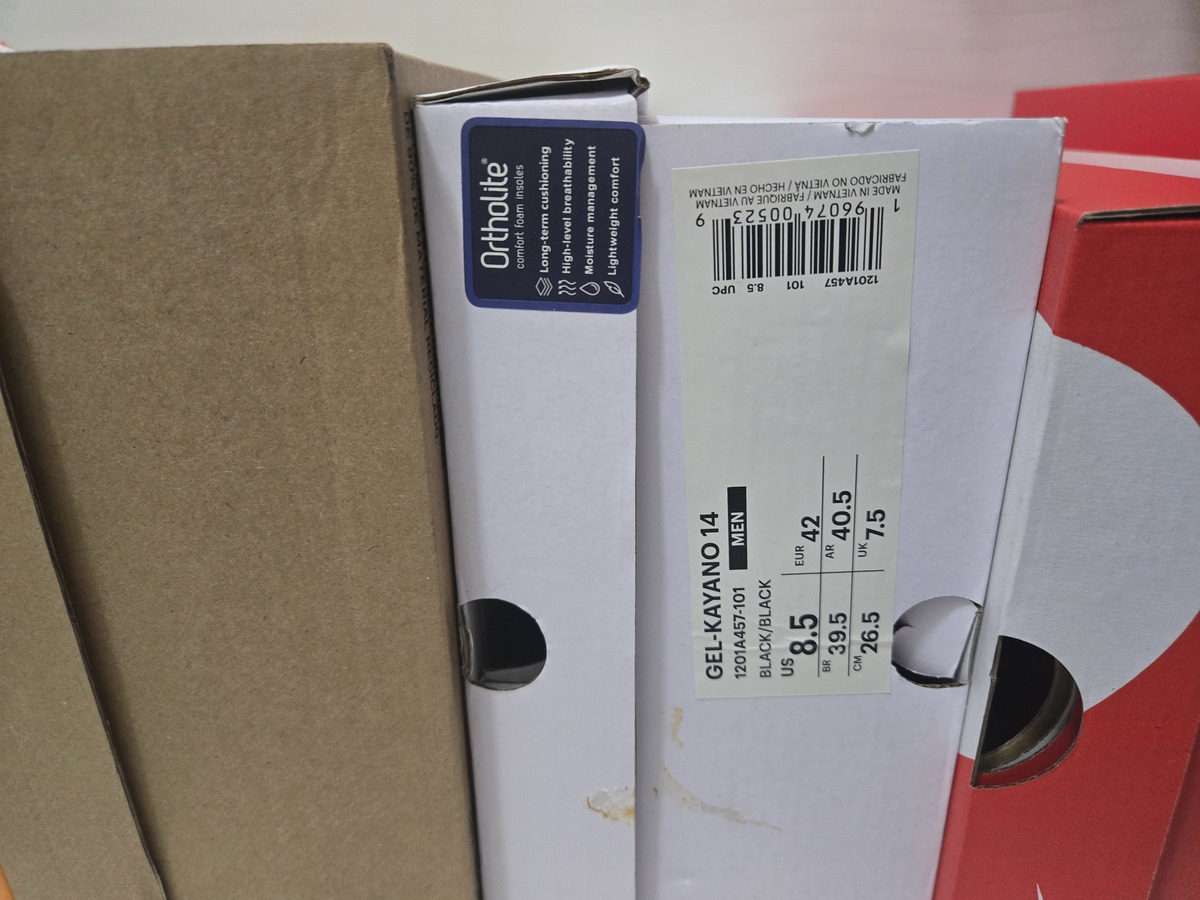 OrthoLite®
comfort foam insoles
Long-term cushioning
High-level breathability
Moisture management
Lightweight comfort
GEL-KAYANO 14
1201A457-101 MEN
BLACK/BLACK
US 8.5 EUR 42
BR 39.5 AR 40.5
CM 26.5 UK 7.5
1201A457 101 8.5 UPC
1 96074 00523 9
MADE IN VIETNAM / FABRIQUE AU VIETNAM
FABRICADO NO VIETNÃ / HECHO EN VIETNAM